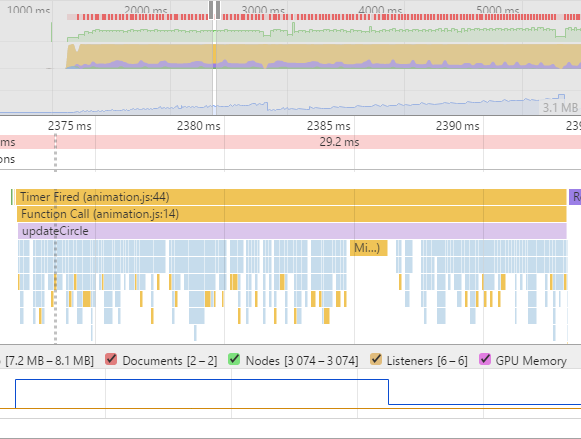 1000 ms 2000 ms 3000 ms 4000 ms 5000 ms
3.1 MB
2375 ms 2380 ms 2385 ms 2390 ms 239
ms 29.2 ms
ons
Timer Fired (animation.js:44) R
Function Call (animation.js:14)
updateCircle
Mi...)
[7.2 MB – 8.1 MB] Documents [2 – 2] Nodes [3 074 – 3 074] Listeners [6 – 6] GPU Memory